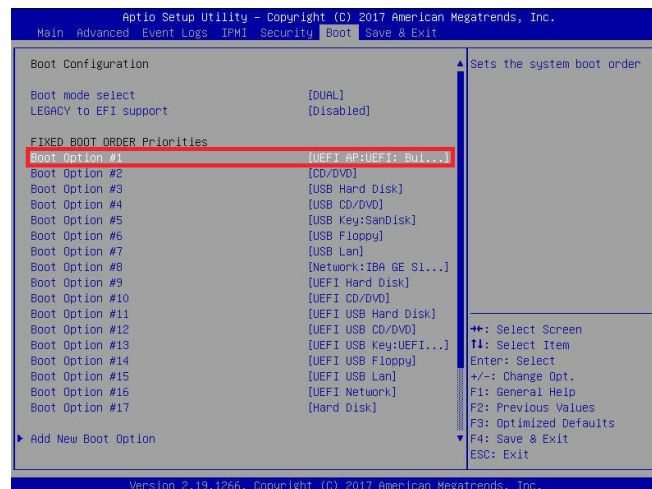 Aptio Setup Utility – Copyright (C) 2017 American Megatrends, Inc.
Main Advanced Event Logs IPMI Security Boot Save & Exit
Boot Configuration
Boot mode select [DUAL]
LEGACY to EFI support [Disabled]
FIXED BOOT ORDER Priorities
Boot Option #1 [UEFI AP:UEFI: Bui...]
Boot Option #2 [CD/DVD]
Boot Option #3 [USB Hard Disk]
Boot Option #4 [USB CD/DVD]
Boot Option #5 [USB Key:SanDisk]
Boot Option #6 [USB Floppy]
Boot Option #7 [USB Lan]
Boot Option #8 [Network:IBA GE Sl...]
Boot Option #9 [UEFI Hard Disk]
Boot Option #10 [UEFI CD/DVD]
Boot Option #11 [UEFI USB Hard Disk]
Boot Option #12 [UEFI USB CD/DVD]
Boot Option #13 [UEFI USB Key:UEFI...]
Boot Option #14 [UEFI USB Floppy]
Boot Option #15 [UEFI USB Lan]
Boot Option #16 [UEFI Network]
Boot Option #17 [Hard Disk]
Add New Boot Option
Sets the system boot order
→←: Select Screen
↑↓: Select Item
Enter: Select
+/-: Change Opt.
F1: General Help
F2: Previous Values
F3: Optimized Defaults
F4: Save & Exit
ESC: Exit
Version 2.19.1266. Copyright (C) 2017 American Megatrends, Inc.